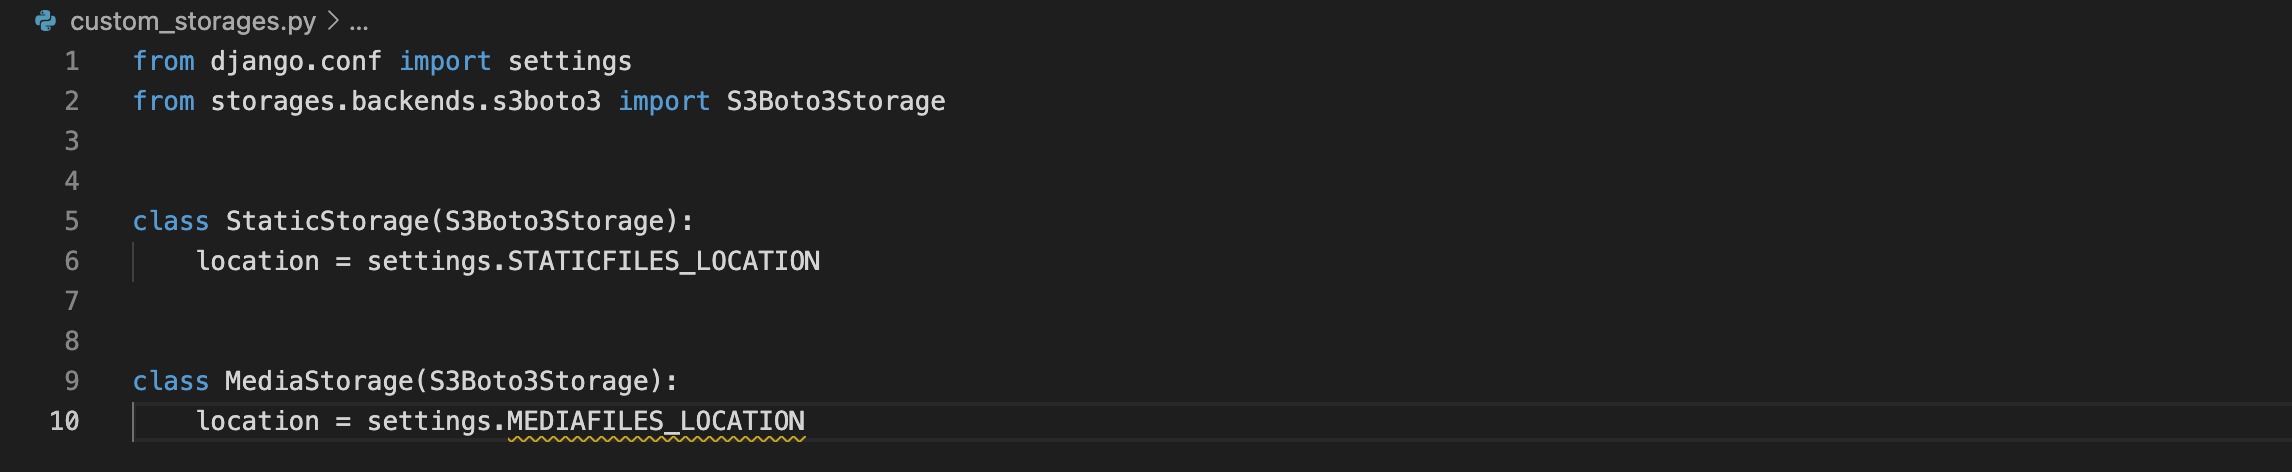 custom_storages.py > ...
1 from django.conf import settings
2 from storages.backends.s3boto3 import S3Boto3Storage
3
4
5 class StaticStorage(S3Boto3Storage):
6     location = settings.STATICFILES_LOCATION
7
8
9 class MediaStorage(S3Boto3Storage):
10     location = settings.MEDIAFILES_LOCATION